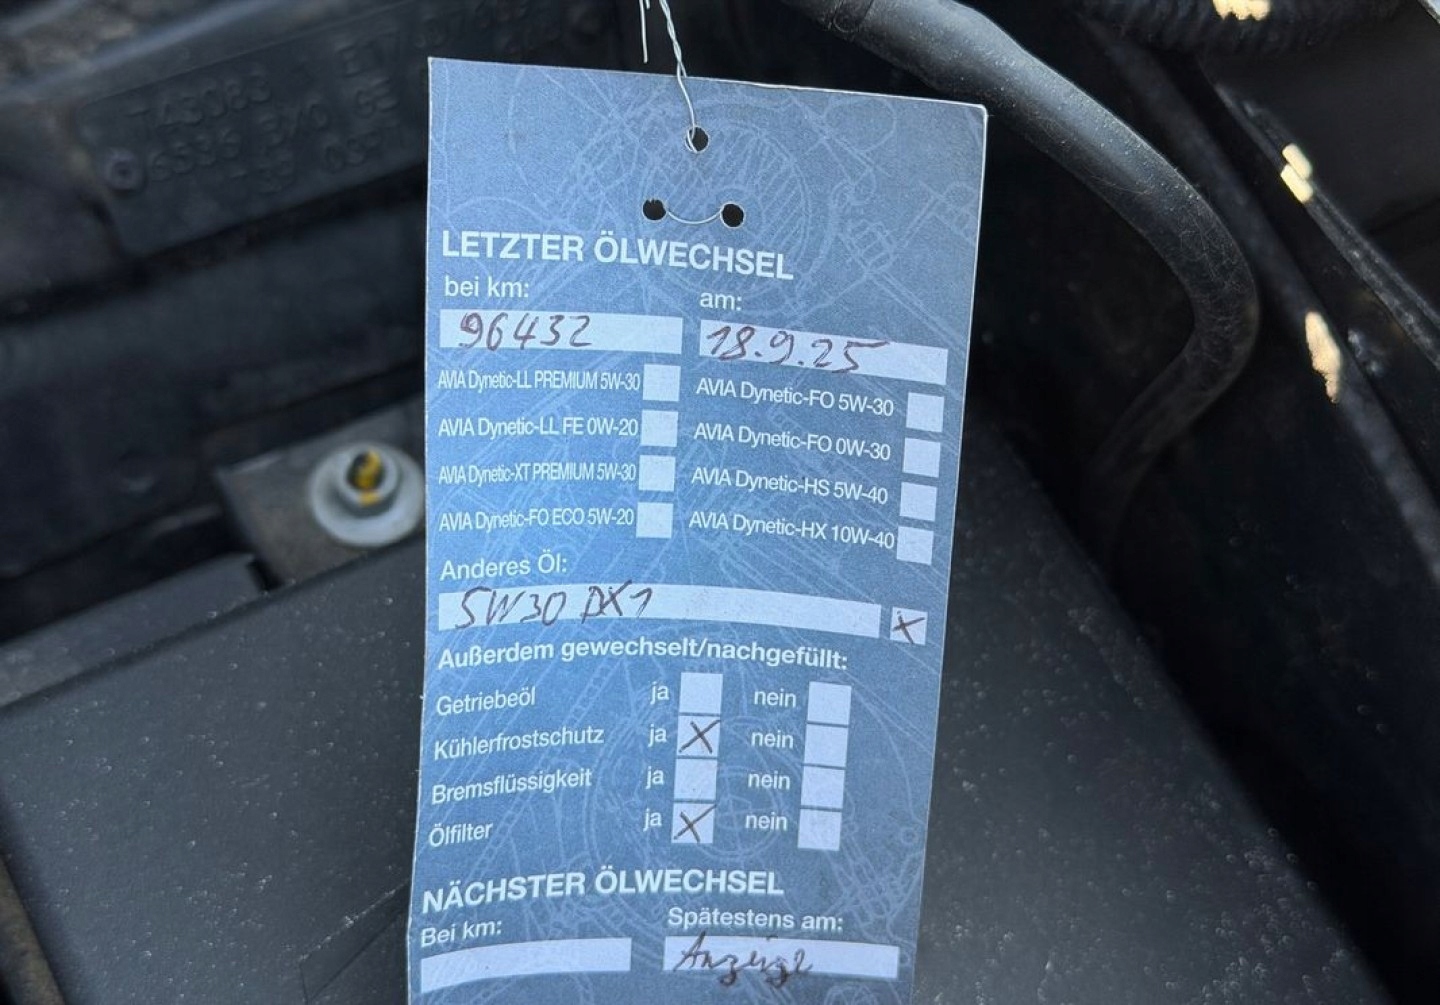 LETZTER ÖLWECHSEL
bei km: am:
96432 18.9.25
AVIA Dynetic-LL PREMIUM 5W-30 AVIA Dynetic-FO 5W-30
AVIA Dynetic-LL FE 0W-20 AVIA Dynetic-FO 0W-30
AVIA Dynetic-XT PREMIUM 5W-30 AVIA Dynetic-HS 5W-40
AVIA Dynetic-FO ECO 5W-20 AVIA Dynetic-HX 10W-40
Anderes Öl:
5W30 DX1 X
Außerdem gewechselt/nachgefüllt:
Getriebeöl ja nein
Kühlerfrostschutz ja X nein
Bremsflüssigkeit ja nein
Ölfilter ja X nein
NÄCHSTER ÖLWECHSEL
Bei km: Spätestens am:
Anzeige